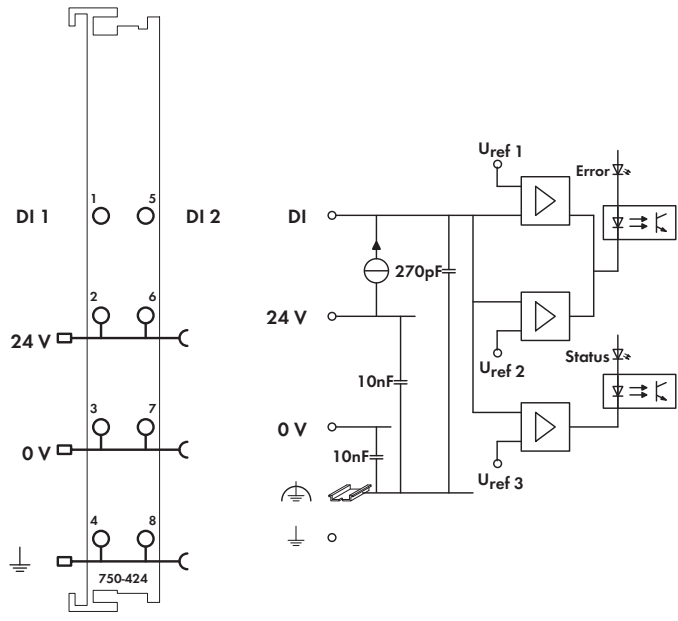 DI 1
1
5
DI 2
2
6
24 V
3
7
0 V
4
8
750-424
Uref 1
Error
DI
270pF
24 V
Uref 2
Status
10nF
0 V
10nF
Uref 3